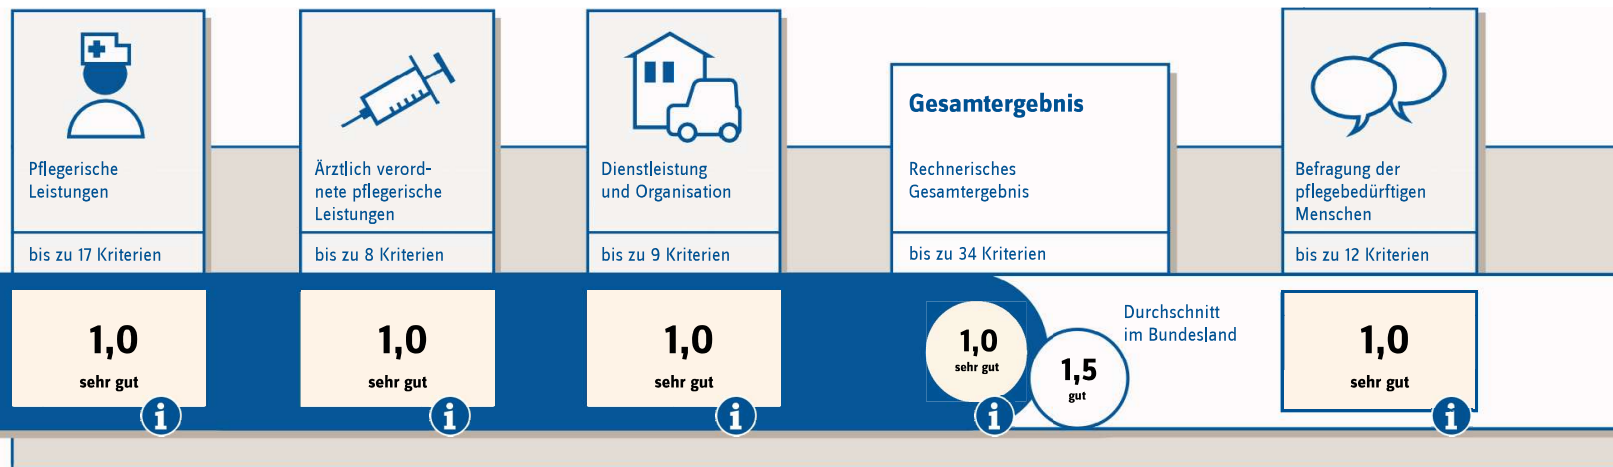 Pflegerische
Leistungen
bis zu 17 Kriterien
1,0
sehr gut
i
Ärztlich verord-
nete pflegerische
Leistungen
bis zu 8 Kriterien
1,0
sehr gut
i
Dienstleistung
und Organisation
bis zu 9 Kriterien
1,0
sehr gut
i
Gesamtergebnis
Rechnerisches
Gesamtergebnis
bis zu 34 Kriterien
1,0
sehr gut
i
Durchschnitt
im Bundesland
1,5
gut
Befragung der
pflegebedürftigen
Menschen
bis zu 12 Kriterien
1,0
sehr gut
i